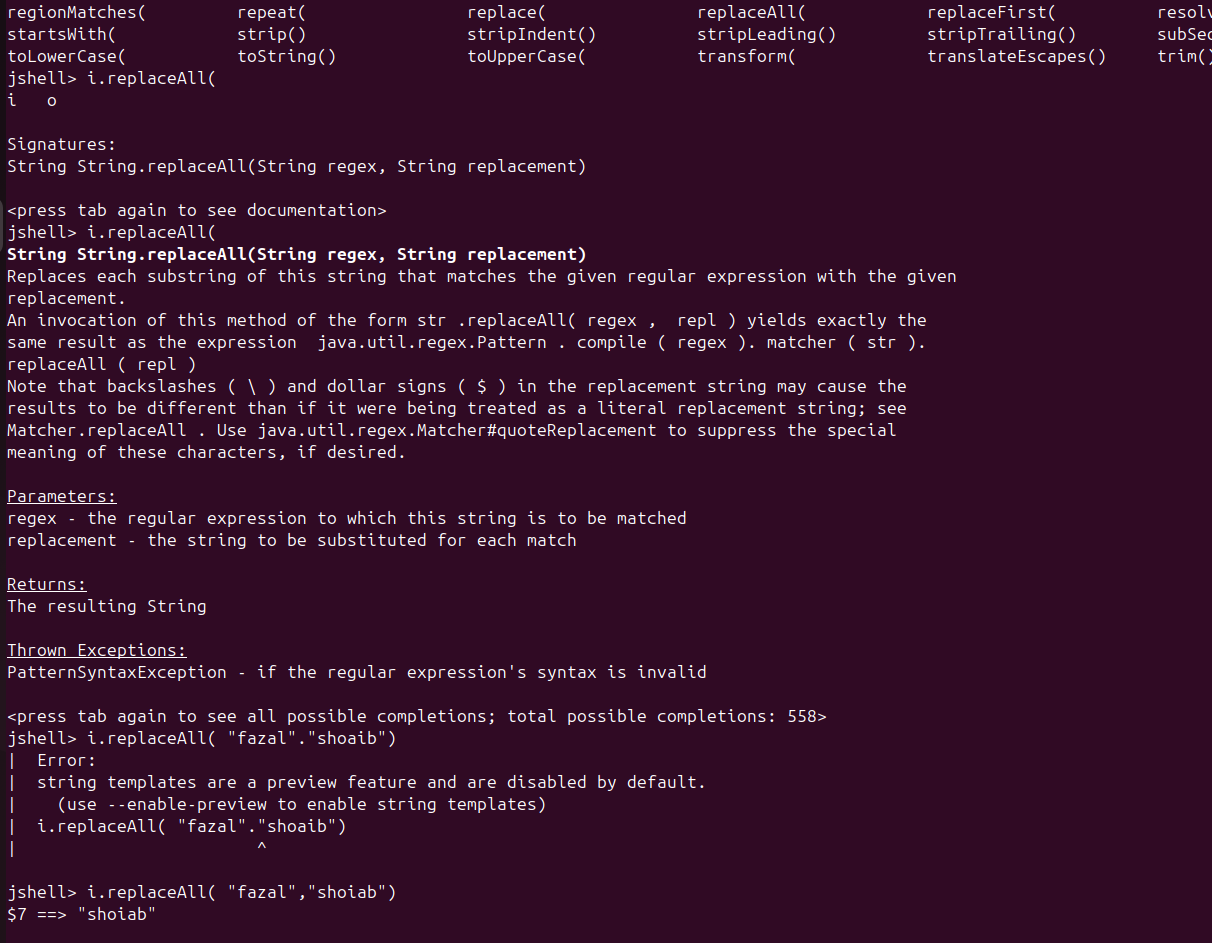 regionMatches( repeat( replace( replaceAll( replaceFirst(
startsWith( strip() stripIndent() stripLeading() stripTrailing()
toLowerCase( toString() toUpperCase( transform( translateEscapes() trim()
jshell> i.replaceAll(
i o
Signatures:
String String.replaceAll(String regex, String replacement)
<press tab again to see documentation>
jshell> i.replaceAll(
String String.replaceAll(String regex, String replacement)
Replaces each substring of this string that matches the given regular expression with the given
replacement.
An invocation of this method of the form str .replaceAll( regex ,  repl ) yields exactly the
same result as the expression  java.util.regex.Pattern . compile ( regex ). matcher ( str ).
replaceAll ( repl )
Note that backslashes ( \ ) and dollar signs ( $ ) in the replacement string may cause the
results to be different than if it were being treated as a literal replacement string; see
Matcher.replaceAll . Use java.util.regex.Matcher#quoteReplacement to suppress the special
meaning of these characters, if desired.
Parameters:
regex - the regular expression to which this string is to be matched
replacement - the string to be substituted for each match
Returns:
The resulting String
Thrown Exceptions:
PatternSyntaxException - if the regular expression's syntax is invalid
<press tab again to see all possible completions; total possible completions: 558>
jshell> i.replaceAll( "fazal"."shoaib")
|  Error:
|  string templates are a preview feature and are disabled by default.
|    (use --enable-preview to enable string templates)
|  i.replaceAll( "fazal"."shoaib")
|                        ^
jshell> i.replaceAll( "fazal","shoiab")
$7 ==> "shoiab"